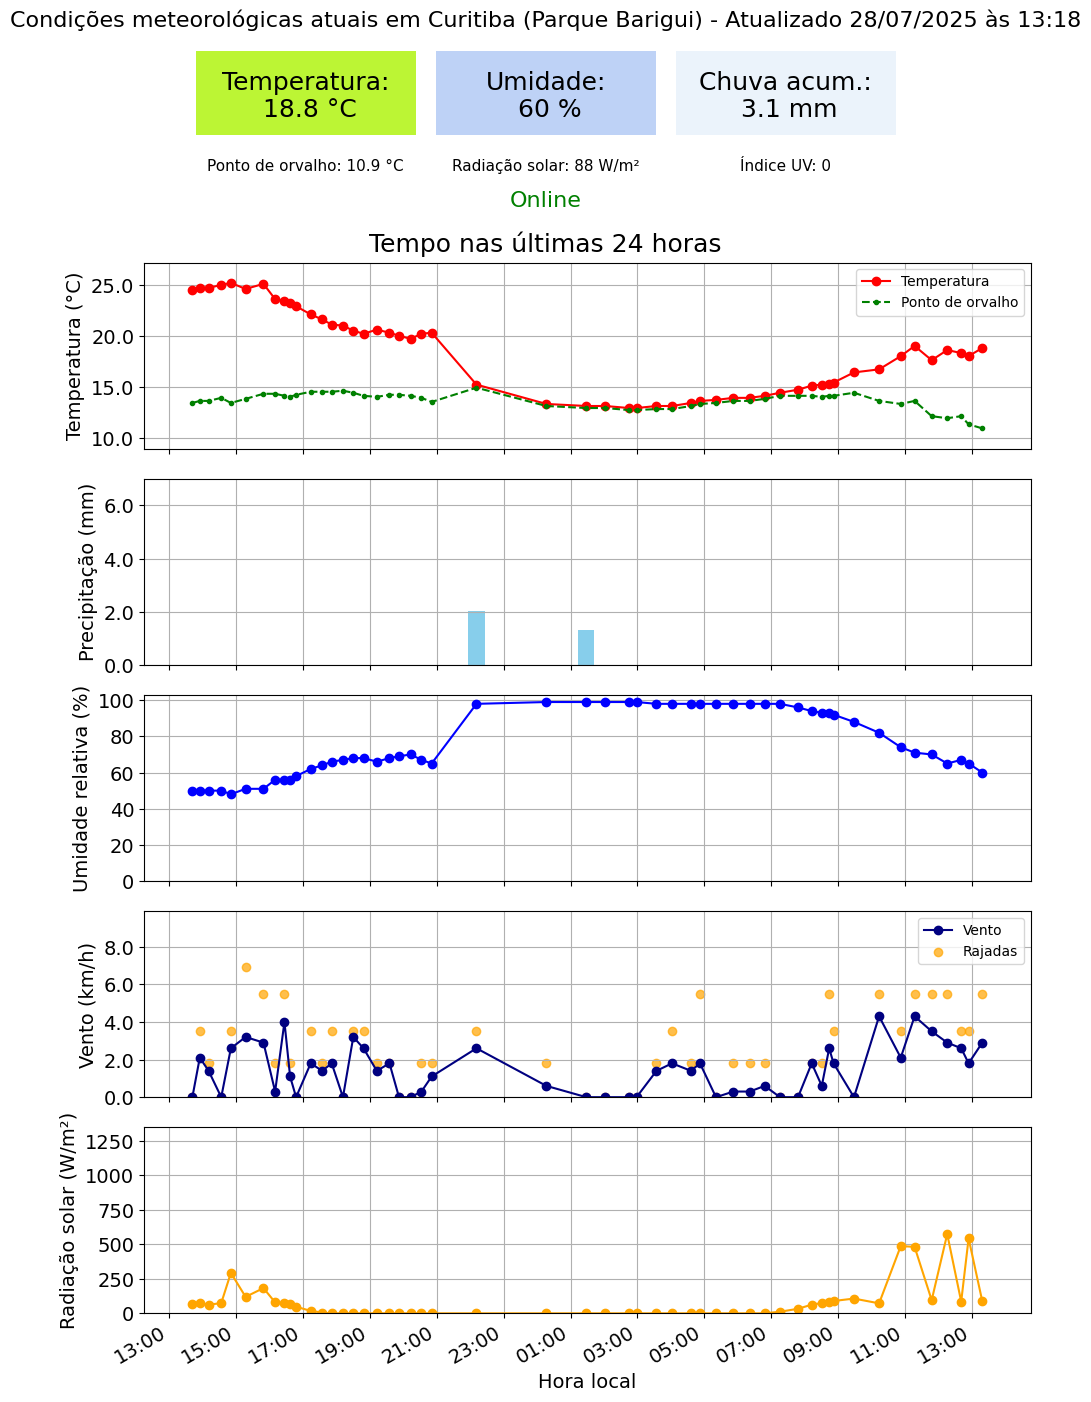 Condições meteorológicas atuais em Curitiba (Parque Barigui) - Atualizado 28/07/2025 às 13:18
Temperatura:
18.8 °C
Umidade:
60 %
Chuva acum.:
3.1 mm
Ponto de orvalho: 10.9 °C
Radiação solar: 88 W/m²
Índice UV: 0
Online
Tempo nas últimas 24 horas
Temperatura (°C)
25.0
20.0
15.0
10.0
Temperatura
Ponto de orvalho
Precipitação (mm)
6.0
4.0
2.0
0.0
Umidade relativa (%)
100
80
60
40
20
0
Vento (km/h)
8.0
6.0
4.0
2.0
0.0
Vento
Rajadas
Radiação solar (W/m²)
1250
1000
750
500
250
0
13:00
15:00
17:00
19:00
21:00
23:00
01:00
03:00
05:00
07:00
09:00
11:00
13:00
Hora local